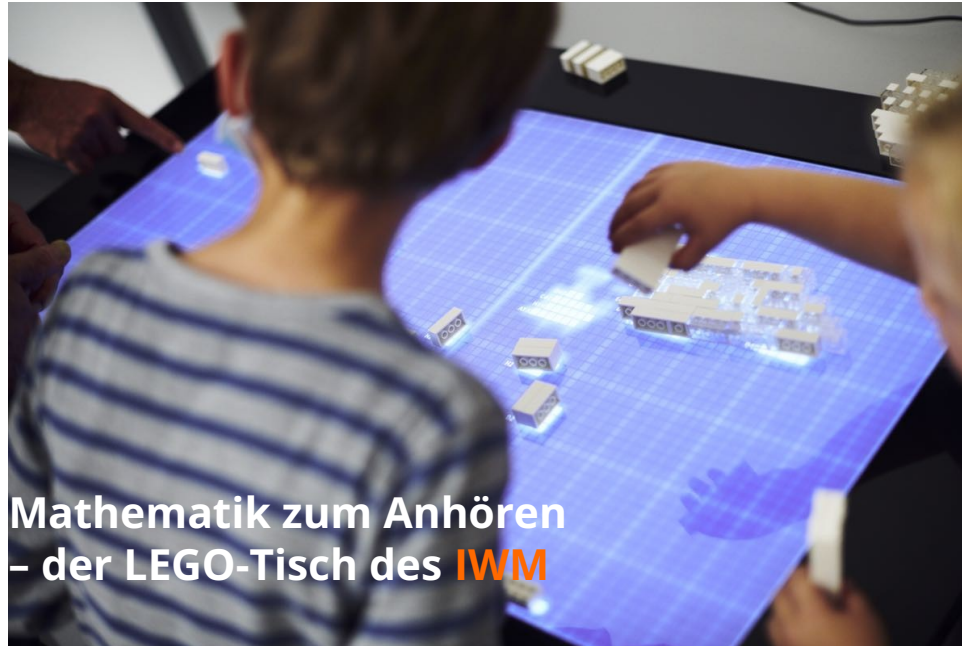 Mathematik zum Anhören
– der LEGO-Tisch des IWM